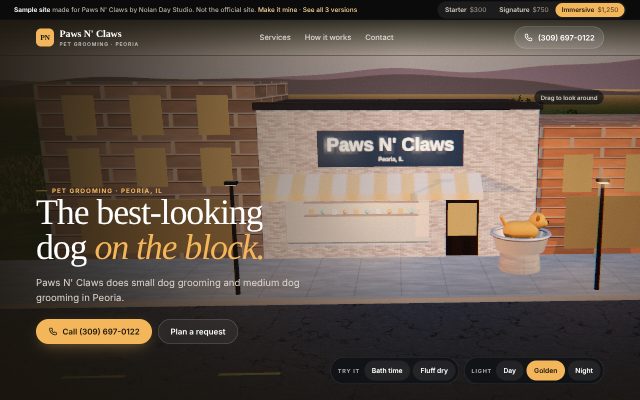 Sample site Paws N' Claws by Nolan Day Studio. Not the official site. Make it mine · See all 3 versions
Starter $300 Signature $750 Immersive $1,250
PN Paws N' Claws
PET GROOMING · PEORIA
Services How it works Contact
(309) 697-0122
Drag to look around
Paws N' Claws
Peoria, IL
PET GROOMING · PEORIA, IL
The best-looking
dog on the block.
Paws N' Claws does small dog grooming and medium dog
grooming in Peoria.
Call (309) 697-0122 Plan a request
TRY IT Bath time Fluff dry LIGHT Day Golden Night